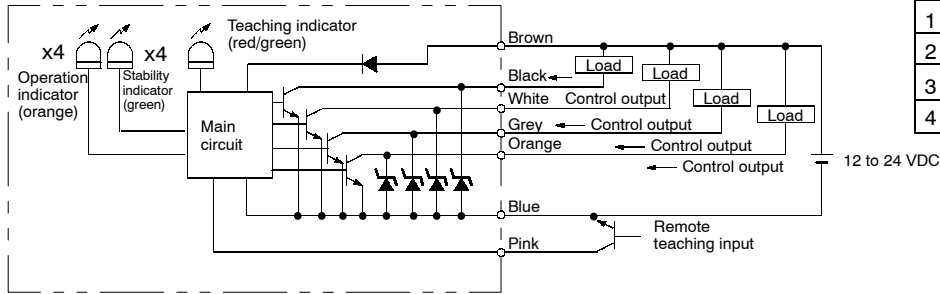 x4
x4
Teaching indicator
(red/green)
Operation
indicator
(orange)
Stability
indicator
(green)
Main
circuit
Brown
Black
White
Grey
Orange
Blue
Pink
Load
Load
Load
Load
Control output
Control output
Control output
Control output
12 to 24 VDC
Remote
teaching input
1
2
3
4